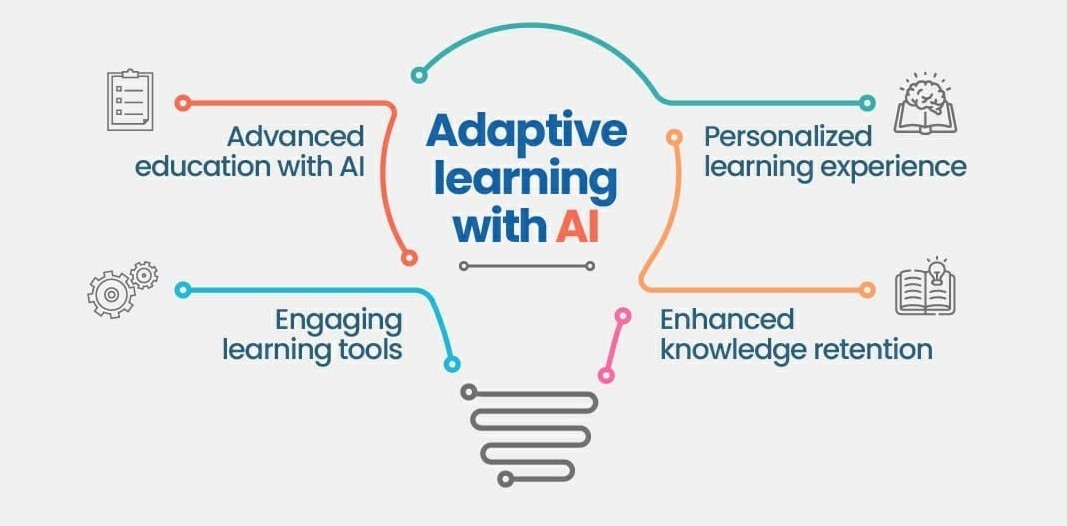 Adaptive
learning
with AI
Advanced
education with AI
Personalized
learning experience
Engaging
learning tools
Enhanced
knowledge retention